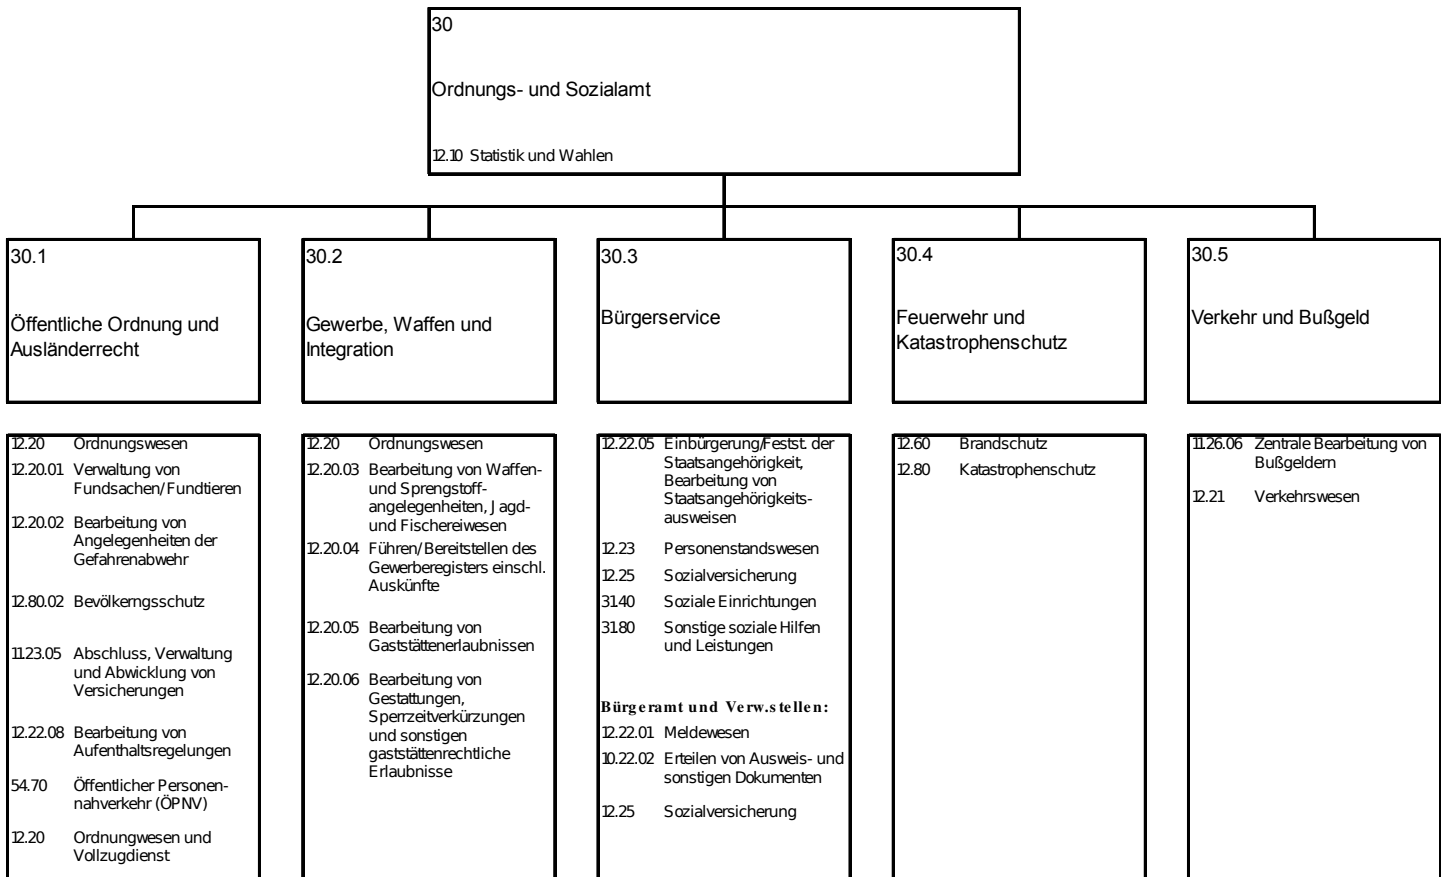 30
Ordnungs- und Sozialamt
12.10 Statistik und Wahlen
30.1
Öffentliche Ordnung und
Ausländerrecht
30.2
Gewerbe, Waffen und
Integration
30.3
Bürgerservice
30.4
Feuerwehr und
Katastrophenschutz
30.5
Verkehr und Bußgeld
12.20 Ordnungswesen
12.20.01 Verwaltung von
Fundsachen/Fundtieren
12.20.02 Bearbeitung von
Angelegenheiten der
Gefahrenabwehr
12.80.02 Bevölkerngsschutz
11.23.05 Abschluss, Verwaltung
und Abwicklung von
Versicherungen
12.22.08 Bearbeitung von
Aufenthaltsregelungen
54.70 Öffentlicher Personen-
nahverkehr (ÖPNV)
12.20 Ordnungwesen und
Vollzugdienst
12.20 Ordnungswesen
12.20.03 Bearbeitung von Waffen-
und Sprengstoff-
angelegenheiten, Jagd-
und Fischereiwesen
12.20.04 Führen/Bereitstellen des
Gewerberegisters einschl.
Auskünfte
12.20.05 Bearbeitung von
Gaststättenerlaubnissen
12.20.06 Bearbeitung von
Gestattungen,
Sperrzeitverkürzungen
und sonstigen
gaststättenrechtliche
Erlaubnisse
12.22.05 Einbürgerung/Festst. der
Staatsangehörigkeit,
Bearbeitung von
Staatsangehörigkeits-
ausweisen
12.23 Personenstandswesen
12.25 Sozialversicherung
31.40 Soziale Einrichtungen
31.80 Sonstige soziale Hilfen
und Leistungen
Bürgeramt und Verw.stellen:
12.22.01 Meldewesen
10.22.02 Erteilen von Ausweis- und
sonstigen Dokumenten
12.25 Sozialversicherung
12.60 Brandschutz
12.80 Katastrophenschutz
11.26.06 Zentrale Bearbeitung von
Bußgeldern
12.21 Verkehrswesen